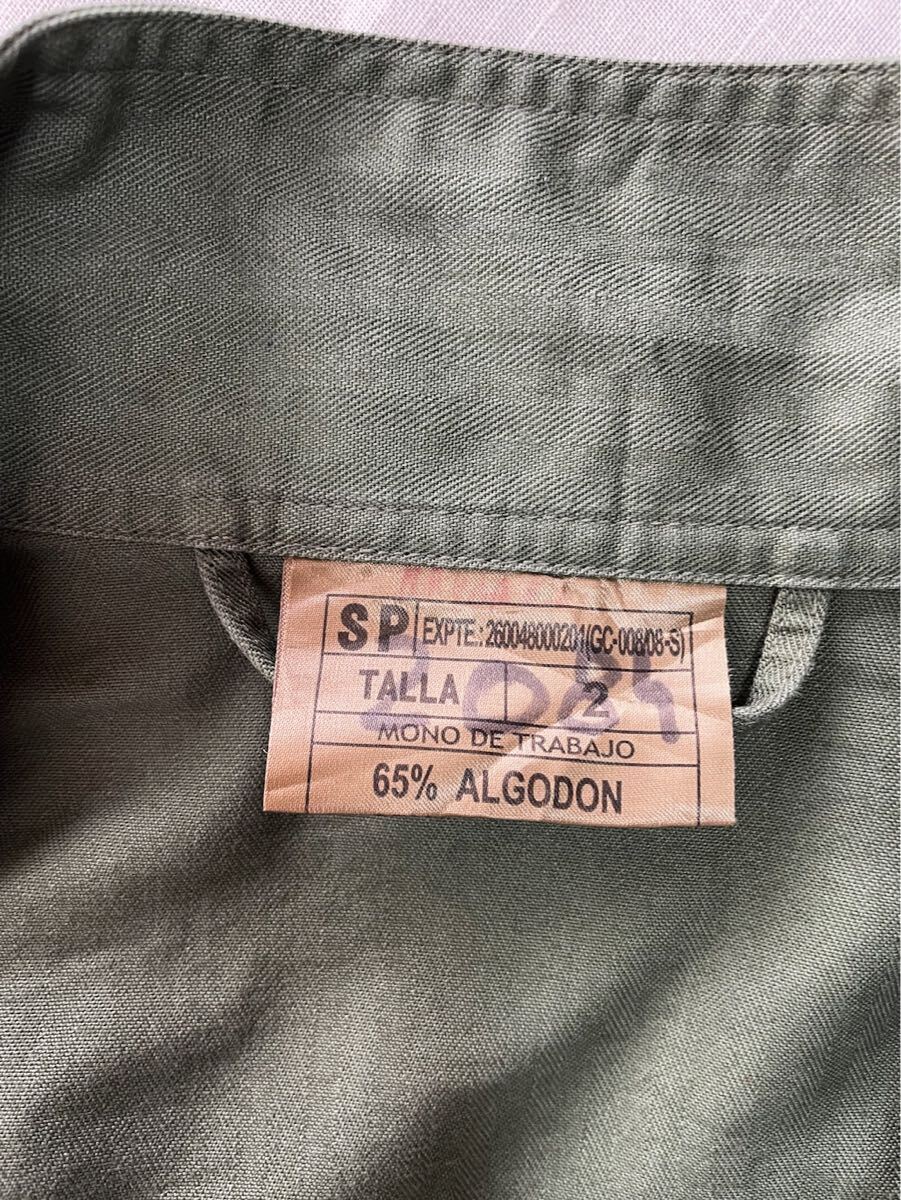 SP EXPTE.: 260048000201(GC-008/08-S)
TALLA 2
MONO DE TRABAJO
65% ALGODON